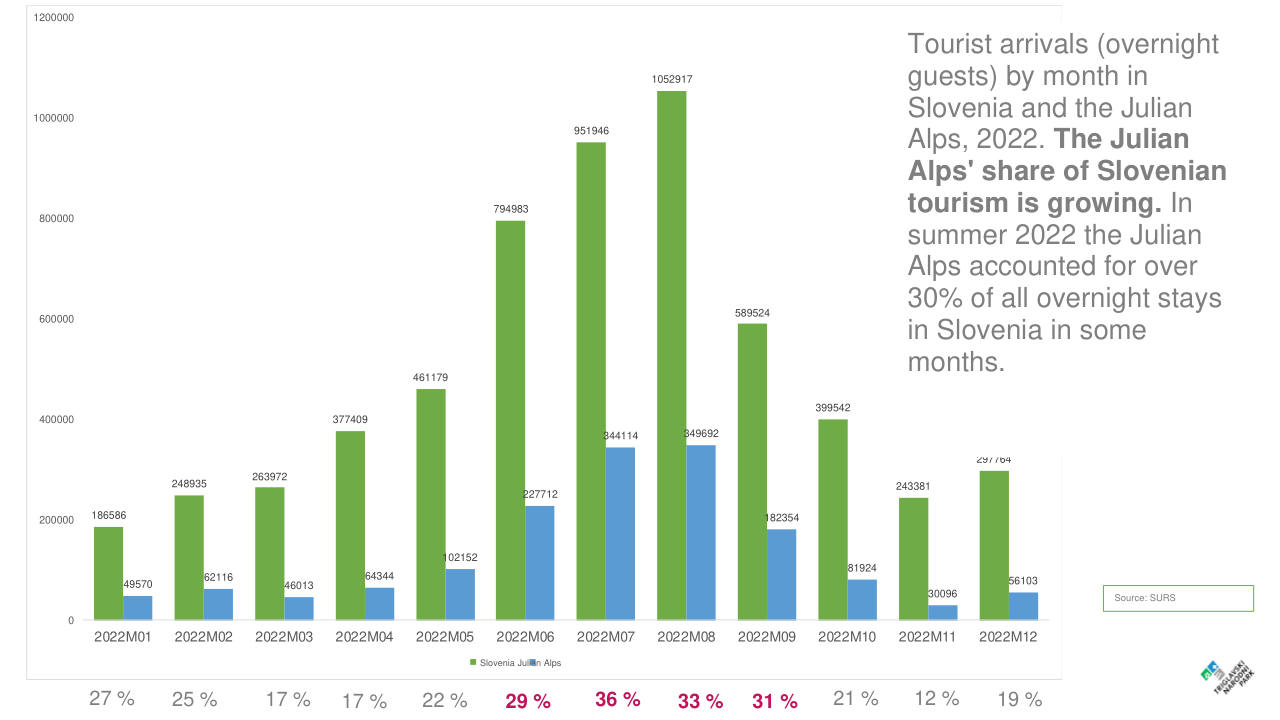 1200000
1000000
800000
600000
400000
200000
0
186586
49570
248935
62116
263972
46013
377409
64344
461179
102152
794983
227712
951946
344114
1052917
349692
589524
182354
399542
81924
243381
30096
297764
56103
2022M01 2022M02 2022M03 2022M04 2022M05 2022M06 2022M07 2022M08 2022M09 2022M10 2022M11 2022M12
Slovenia Julian Alps
27 % 25 % 17 % 17 % 22 % 29 % 36 % 33 % 31 % 21 % 12 % 19 %
Tourist arrivals (overnight
guests) by month in
Slovenia and the Julian
Alps, 2022. The Julian
Alps' share of Slovenian
tourism is growing. In
summer 2022 the Julian
Alps accounted for over
30% of all overnight stays
in Slovenia in some
months.
Source: SURS
TRIGLAVSKI
NARODNI
PARK